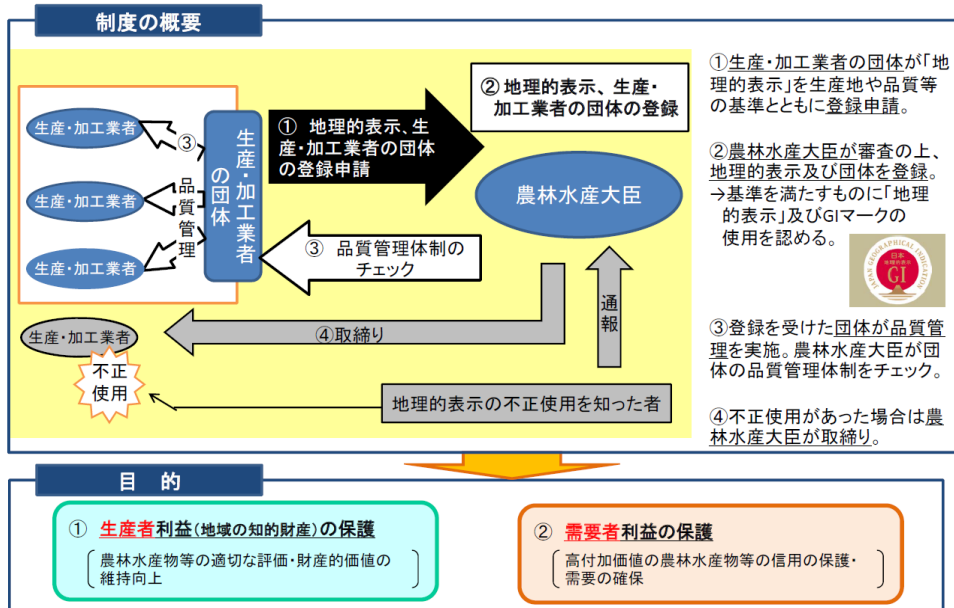 制度の概要
生産・加工業者
生産・加工業者
生産・加工業者
③
品質管理
生産・加工業者
の団体
① 地理的表示、生
産・加工業者の団体
の登録申請
② 地理的表示、生産・
加工業者の団体の登録
農林水産大臣
③ 品質管理体制の
チェック
④取締り
通報
生産・加工業者
不正
使用
地理的表示の不正使用を知った者
①生産・加工業者の団体が「地
理的表示」を生産地や品質等
の基準とともに登録申請。
②農林水産大臣が審査の上、
地理的表示及び団体を登録。
→基準を満たすものに「地理
的表示」及びGIマークの
使用を認める。
JAPAN GEOGRAPHICAL INDICATION
日本
地理的表示
GI
③登録を受けた団体が品質管
理を実施。農林水産大臣が団
体の品質管理体制をチェック。
④不正使用があった場合は農
林水産大臣が取締り。
目 的
① 生産者利益(地域の知的財産)の保護
農林水産物等の適切な評価・財産的価値の
維持向上
② 需要者利益の保護
高付加価値の農林水産物等の信用の保護・
需要の確保